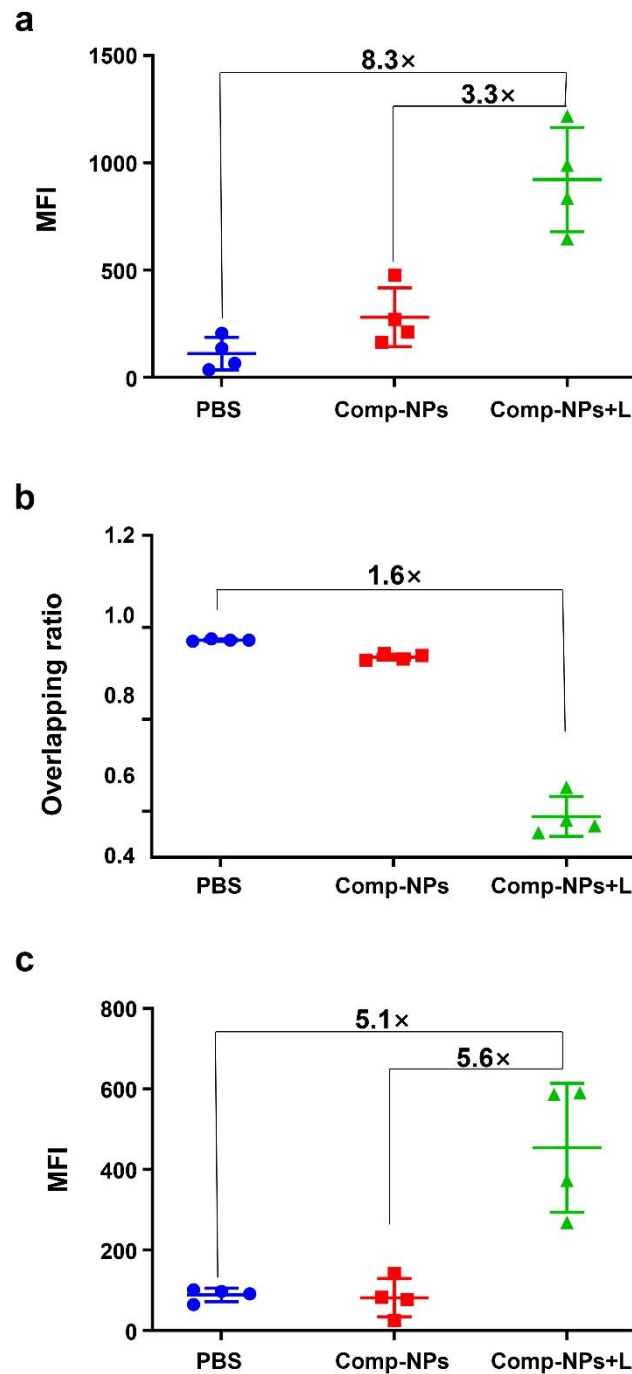 a
1500
8.3×
3.3×
1000
MFI
500
0
PBS
Comp-NPs
Comp-NPs+L
b
1.2
1.6×
1.0
Overlapping ratio
0.8
0.6
0.4
PBS
Comp-NPs
Comp-NPs+L
c
800
5.1×
5.6×
600
MFI
400
200
0
PBS
Comp-NPs
Comp-NPs+L